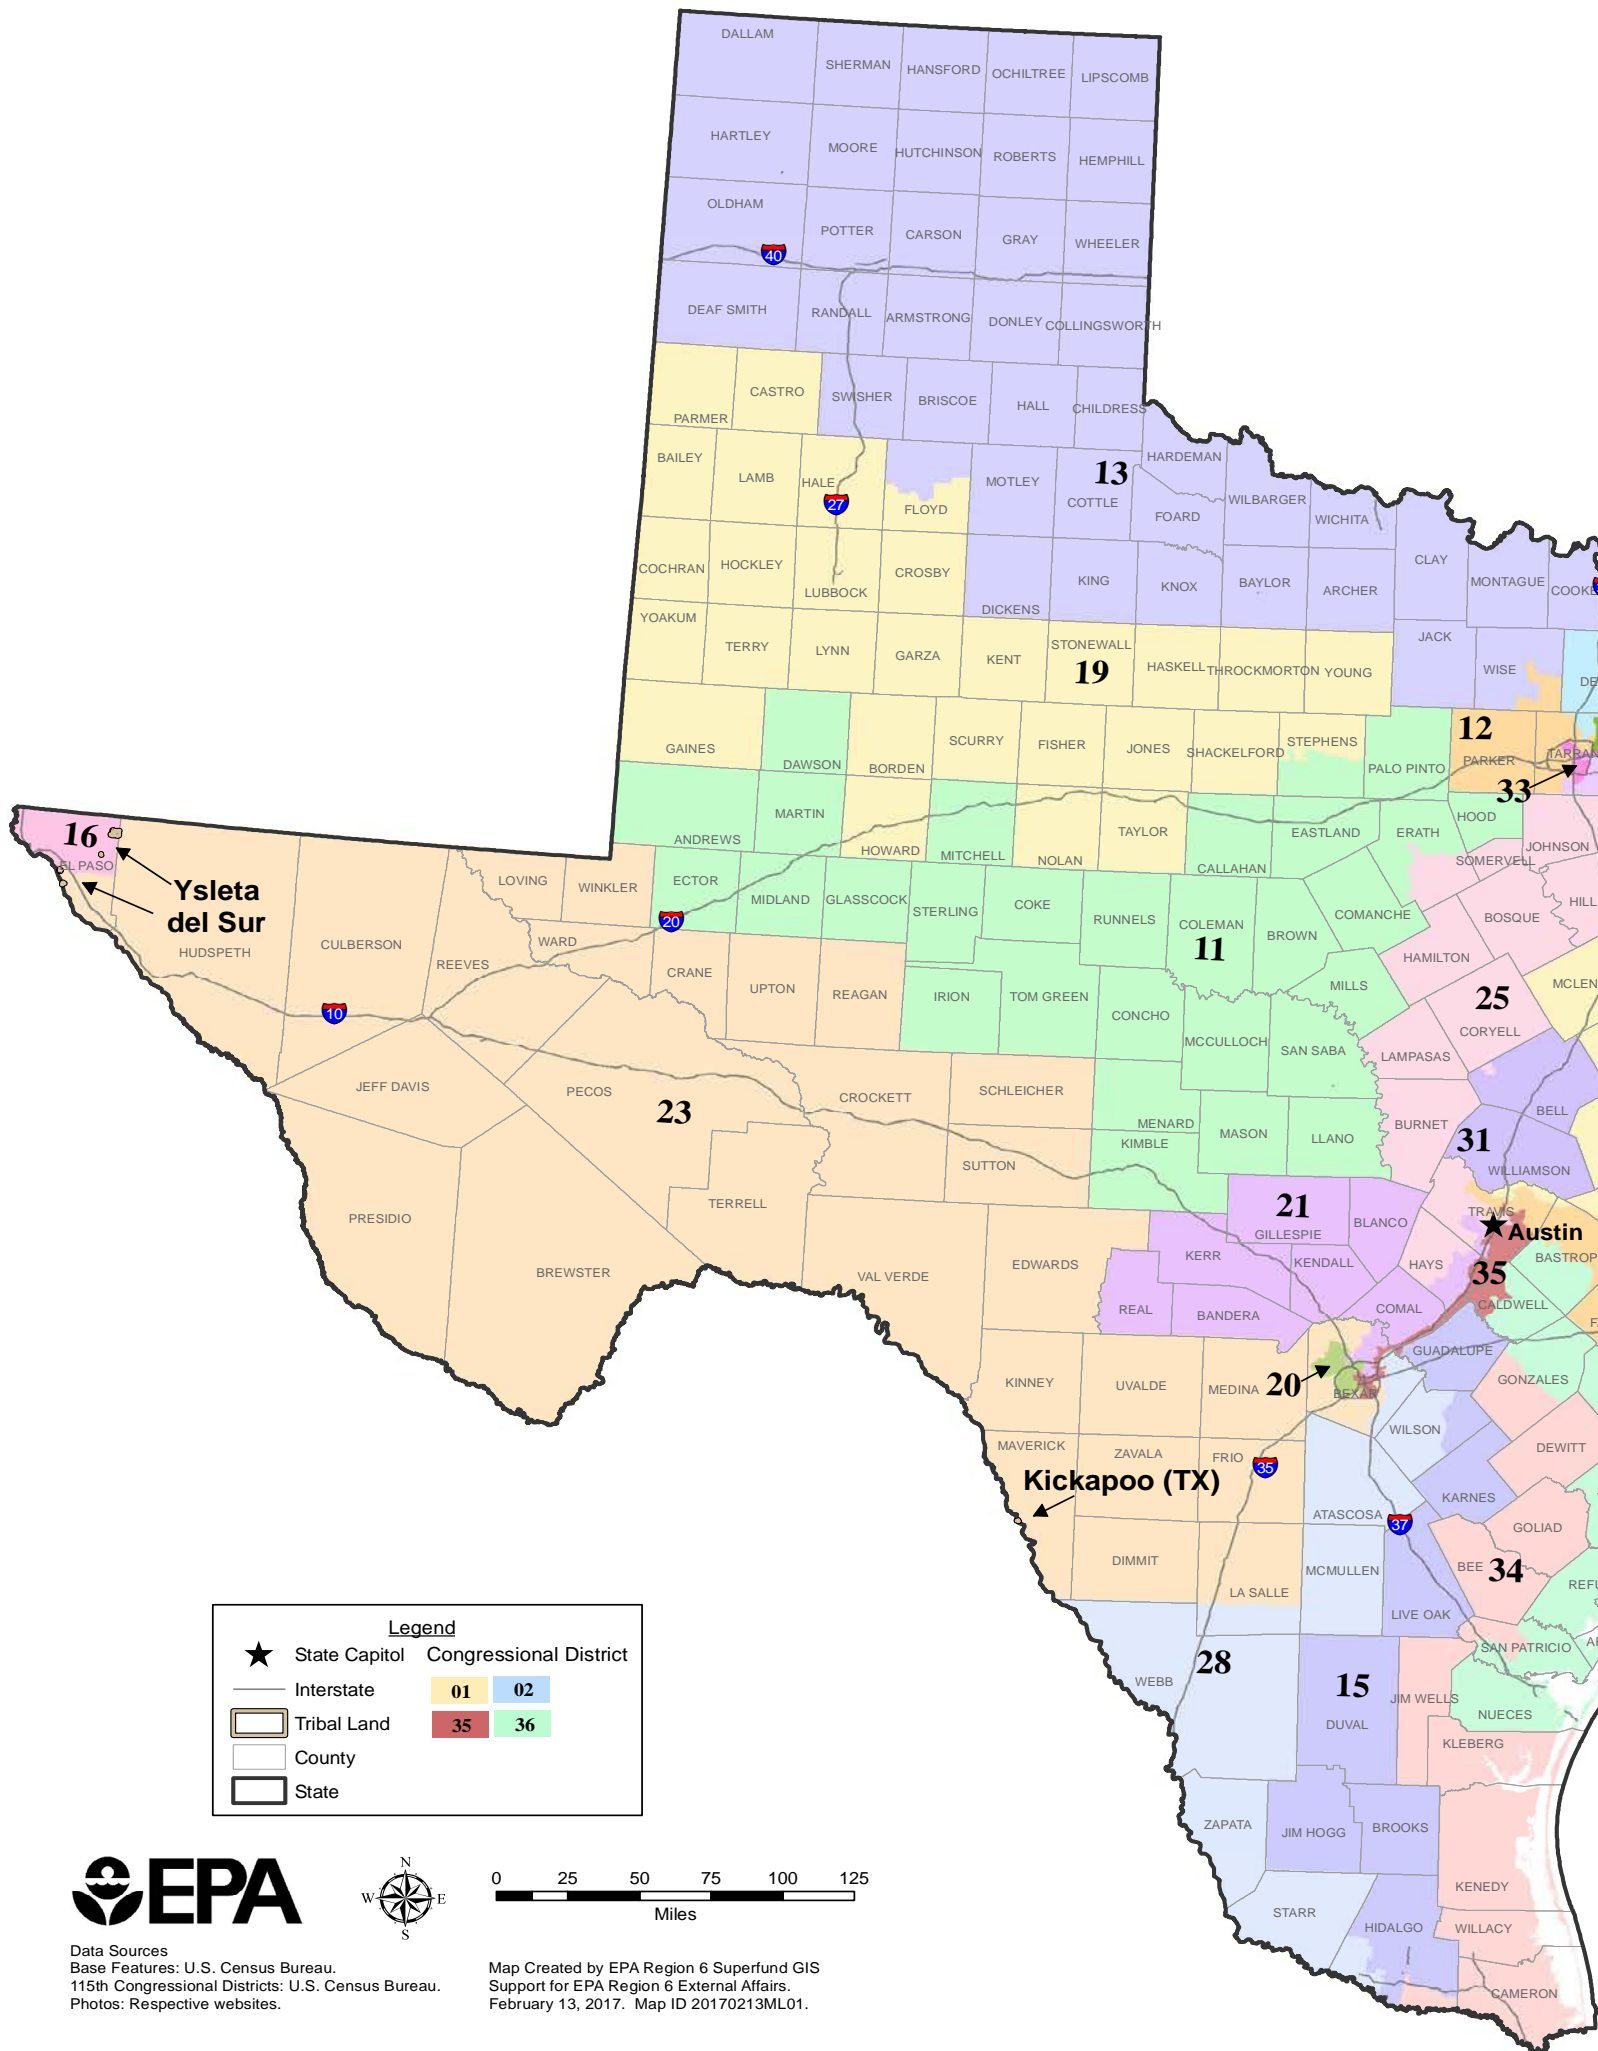 DALLAM
SHERMAN
HANSFORD
OCHILTREE
LIPSCOMB
HARTLEY
MOORE
HUTCHINSON
ROBERTS
HEMPHILL
OLDHAM
POTTER
CARSON
GRAY
WHEELER
40
DEAF SMITH
RANDALL
ARMSTRONG
DONLEY
COLLINGSWORTH
PARMER
CASTRO
SWISHER
BRISCOE
HALL
CHILDRESS
BAILEY
LAMB
HALE
27
FLOYD
MOTLEY
13
COTTLE
HARDEMAN
FOARD
WILBARGER
WICHITA
CLAY
MONTAGUE
COOKE
COCHRAN
HOCKLEY
LUBBOCK
CROSBY
DICKENS
KING
KNOX
BAYLOR
ARCHER
JACK
WISE
DE
YOAKUM
TERRY
LYNN
GARZA
KENT
STONEWALL
19
HASKELL
THROCKMORTON
YOUNG
GAINES
DAWSON
BORDEN
SCURRY
FISHER
JONES
SHACKELFORD
STEPHENS
PALO PINTO
12
PARKER
TARRAN
33
ANDREWS
MARTIN
HOWARD
MITCHELL
NOLAN
TAYLOR
CALLAHAN
EASTLAND
ERATH
HOOD
SOMERVELL
JOHNSON
16
EL PASO
Ysleta
del Sur
HUDSPETH
CULBERSON
REEVES
LOVING
WINKLER
WARD
ECTOR
20
MIDLAND
GLASSCOCK
STERLING
COKE
RUNNELS
COLEMAN
11
BROWN
COMANCHE
BOSQUE
HILL
HAMILTON
CRANE
UPTON
REAGAN
IRION
TOM GREEN
CONCHO
MCCULLOCH
SAN SABA
MILLS
25
CORYELL
MCLEN
LAMPASAS
10
JEFF DAVIS
PECOS
23
CROCKETT
SCHLEICHER
MENARD
KIMBLE
MASON
LLANO
BURNET
BELL
31
WILLIAMSON
SUTTON
TERRELL
PRESIDIO
BREWSTER
VAL VERDE
EDWARDS
KERR
21
GILLESPIE
BLANCO
KENDALL
TRAVIS
Austin
HAYS
35
BASTROP
CALDWELL
F
REAL
BANDERA
COMAL
GUADALUPE
KINNEY
UVALDE
MEDINA
20
BEXAR
GONZALES
WILSON
DEWITT
MAVERICK
ZAVALA
FRIO
35
Kickapoo (TX)
ATASCOSA
37
KARNES
GOLIAD
DIMMIT
LA SALLE
MCMULLEN
BEE
34
REFU
LIVE OAK
SAN PATRICIO
WEBB
28
15
DUVAL
JIM WELLS
NUECES
KLEBERG
ZAPATA
JIM HOGG
BROOKS
KENEDY
STARR
HIDALGO
WILLACY
CAMERON
Legend
State Capitol
Congressional District
Interstate
01
02
Tribal Land
35
36
County
State
EPA
N
W
E
S
0 25 50 75 100 125
Miles
Data Sources
Base Features: U.S. Census Bureau.
115th Congressional Districts: U.S. Census Bureau.
Photos: Respective websites.
Map Created by EPA Region 6 Superfund GIS
Support for EPA Region 6 External Affairs.
February 13, 2017. Map ID 20170213ML01.